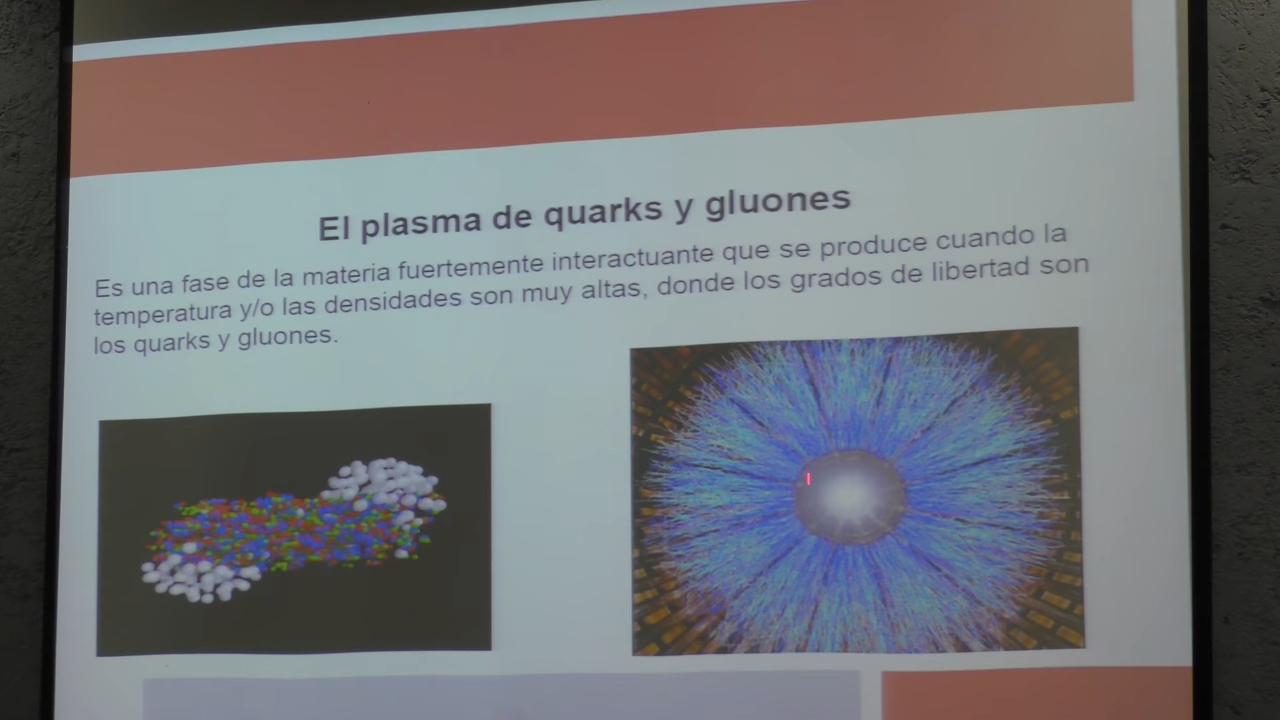 El plasma de quarks y gluones
Es una fase de la materia fuertemente interactuante que se produce cuando la
temperatura y/o las densidades son muy altas, donde los grados de libertad son
los quarks y gluones.